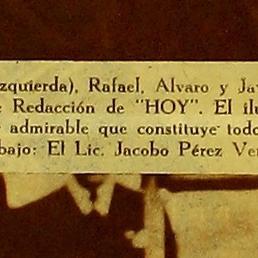 zquierda), Rafael, Alvaro y Ja
Redacción de "HOY". El ilu
admirable que constituye todo
bajo: El Lic. Jacobo Pérez Ver